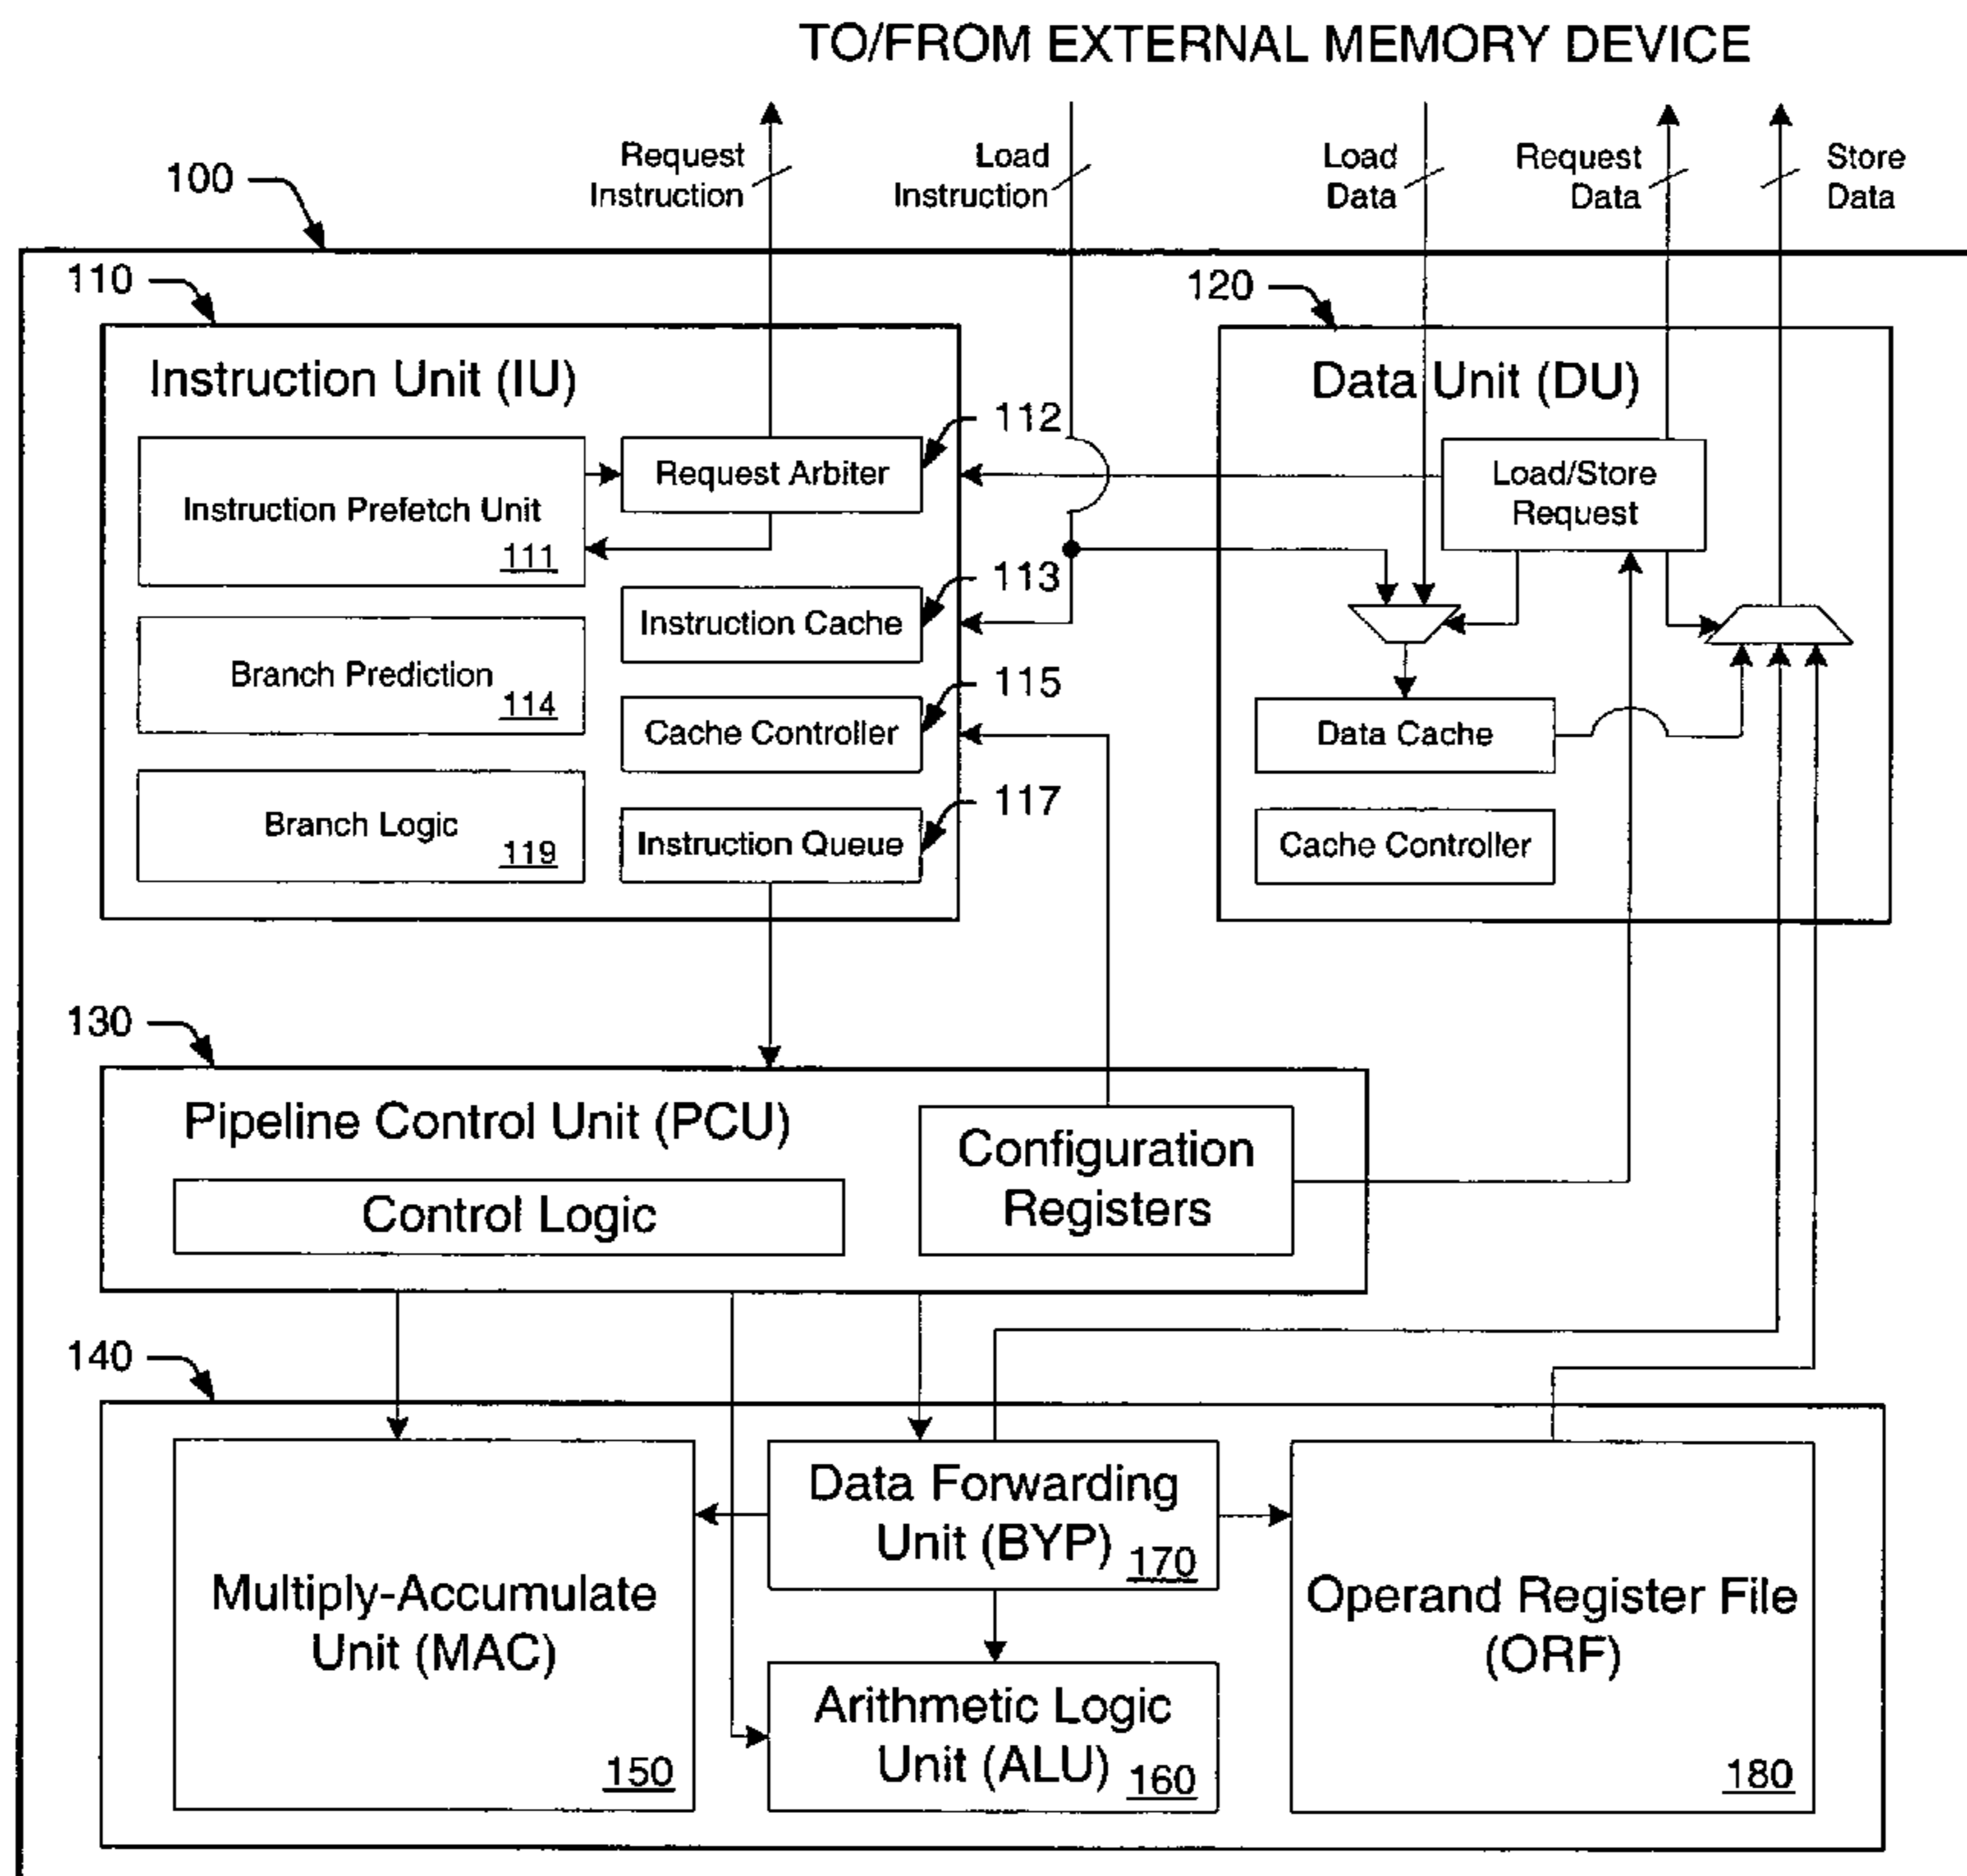 TO/FROM EXTERNAL MEMORY DEVICE
Request
Instruction
Load
Instruction
Load
Data
Request
Data
Store
Data
100
110
Instruction Unit (IU)
Instruction Prefetch Unit
111
Request Arbiter
112
Instruction Cache
113
Branch Prediction
114
Cache Controller
115
Branch Logic
119
Instruction Queue
117
120
Data Unit (DU)
Load/Store
Request
Data Cache
Cache Controller
130
Pipeline Control Unit (PCU)
Control Logic
Configuration
Registers
140
Multiply-Accumulate
Unit (MAC)
150
Data Forwarding
Unit (BYP)
170
Arithmetic Logic
Unit (ALU)
160
Operand Register File
(ORF)
180